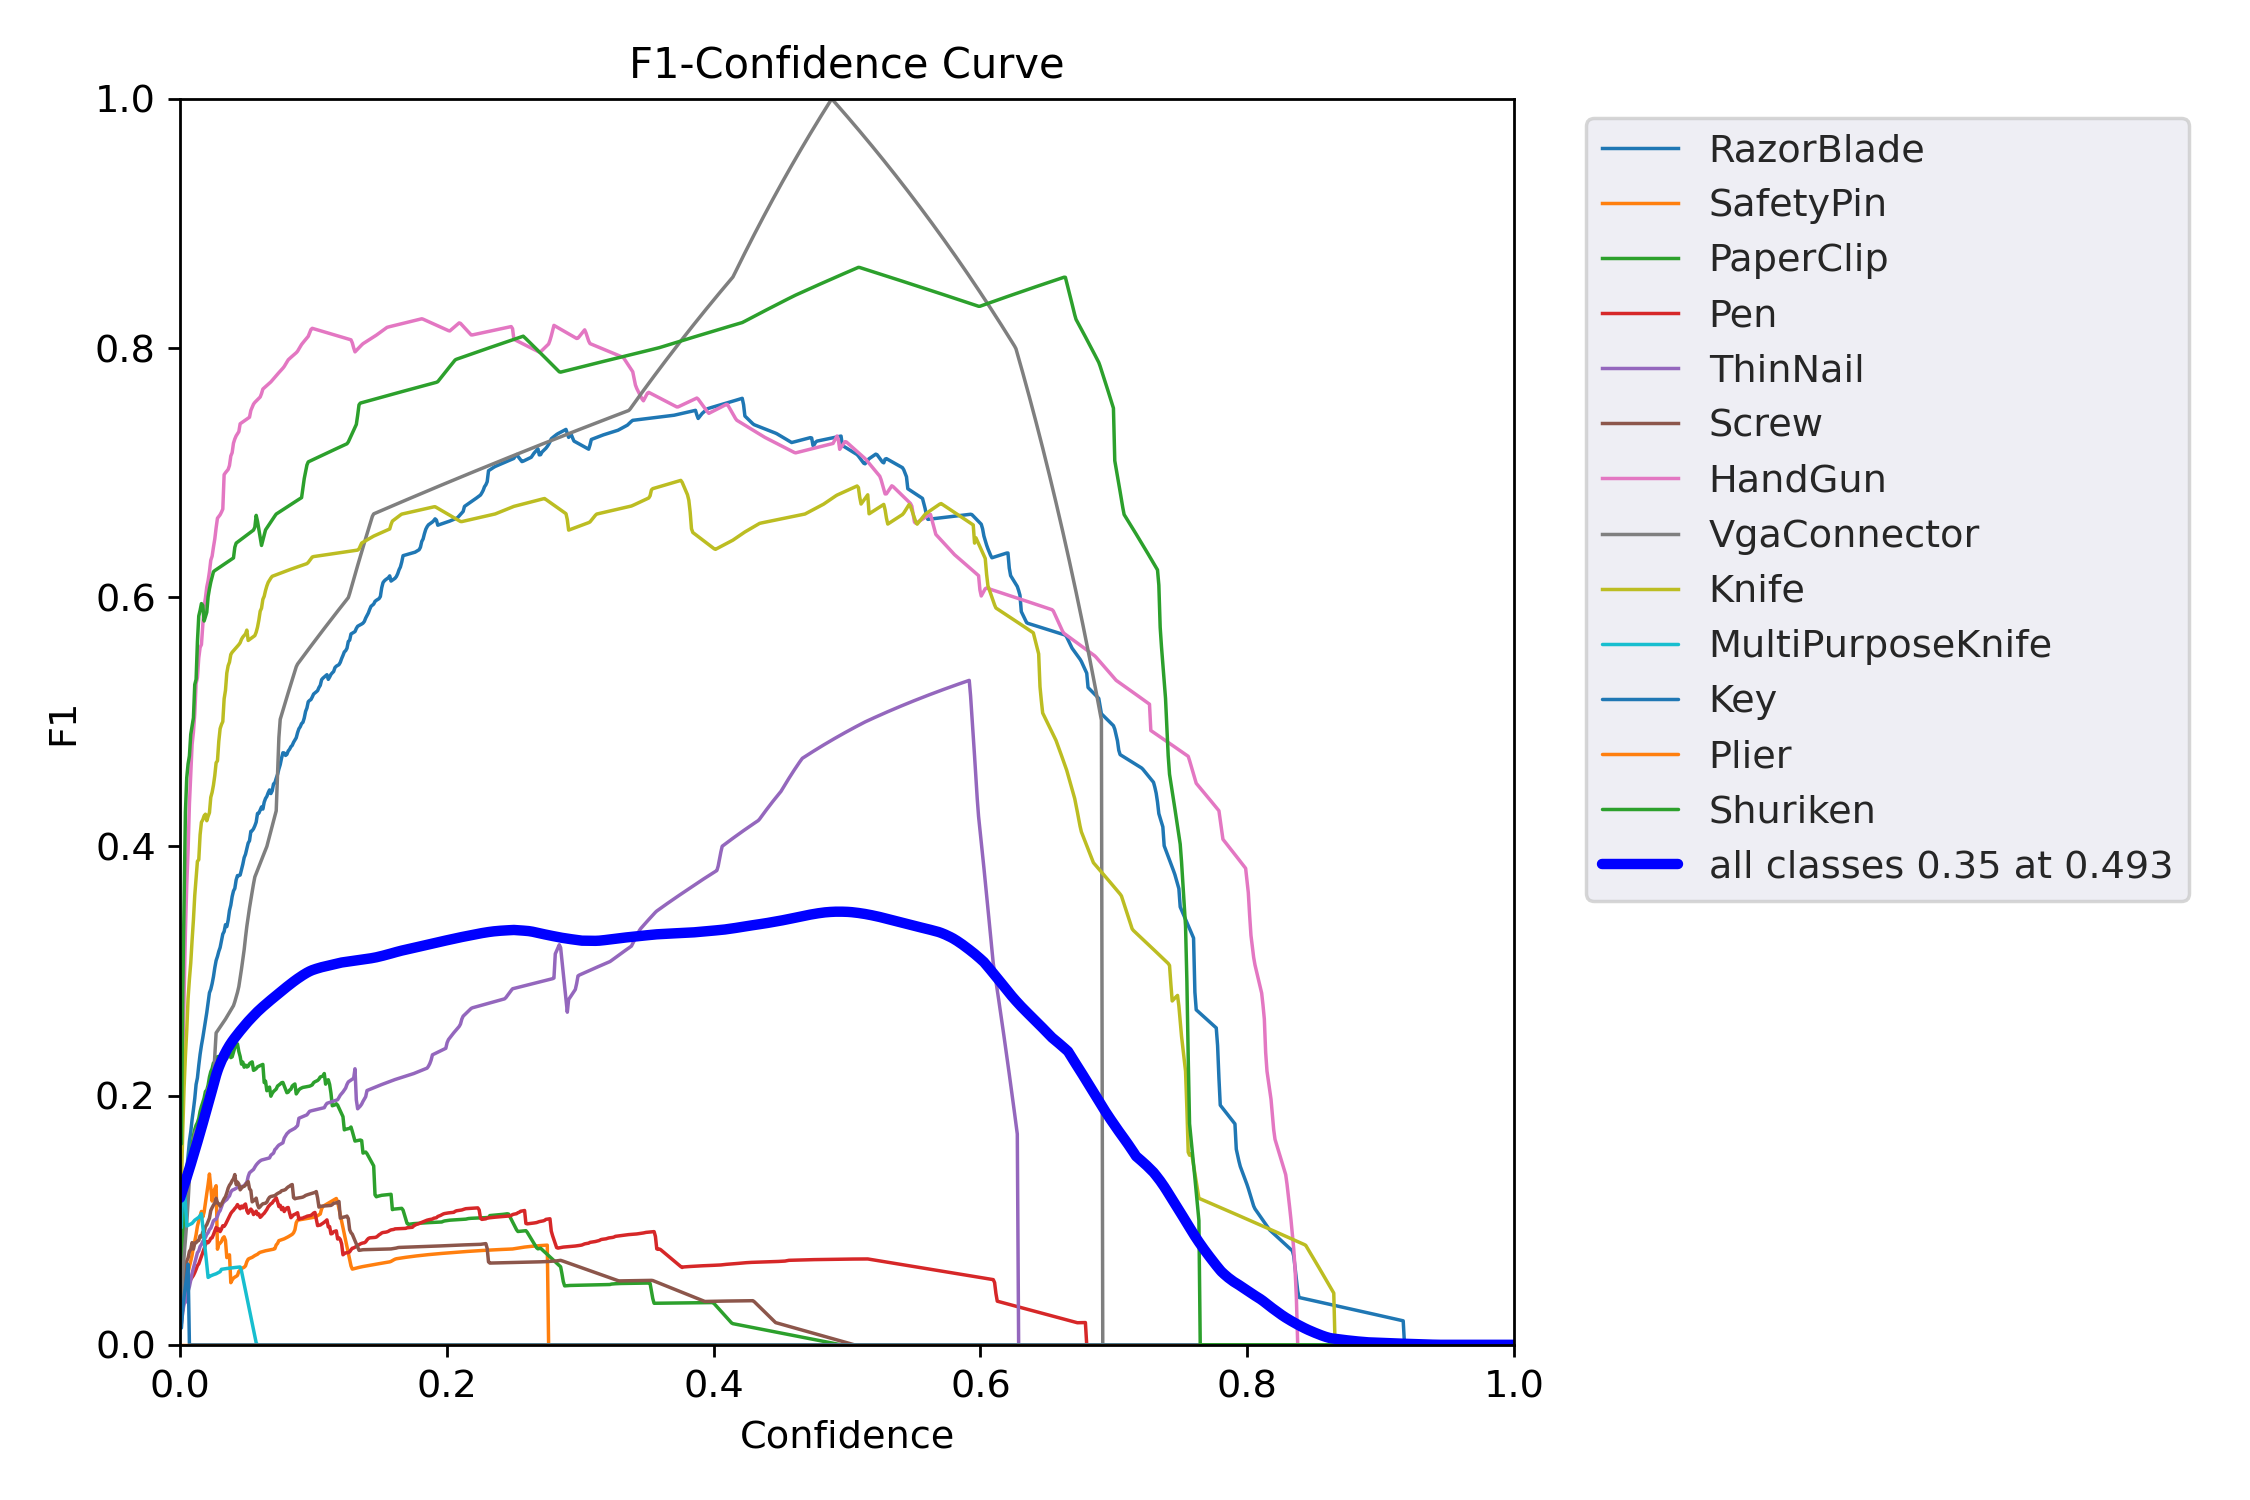 F1-Confidence Curve
1.0
0.8
0.6
0.4
0.2
0.0
F1
0.0 0.2 0.4 0.6 0.8 1.0
Confidence
RazorBlade
SafetyPin
PaperClip
Pen
ThinNail
Screw
HandGun
VgaConnector
Knife
MultiPurposeKnife
Key
Plier
Shuriken
all classes 0.35 at 0.493